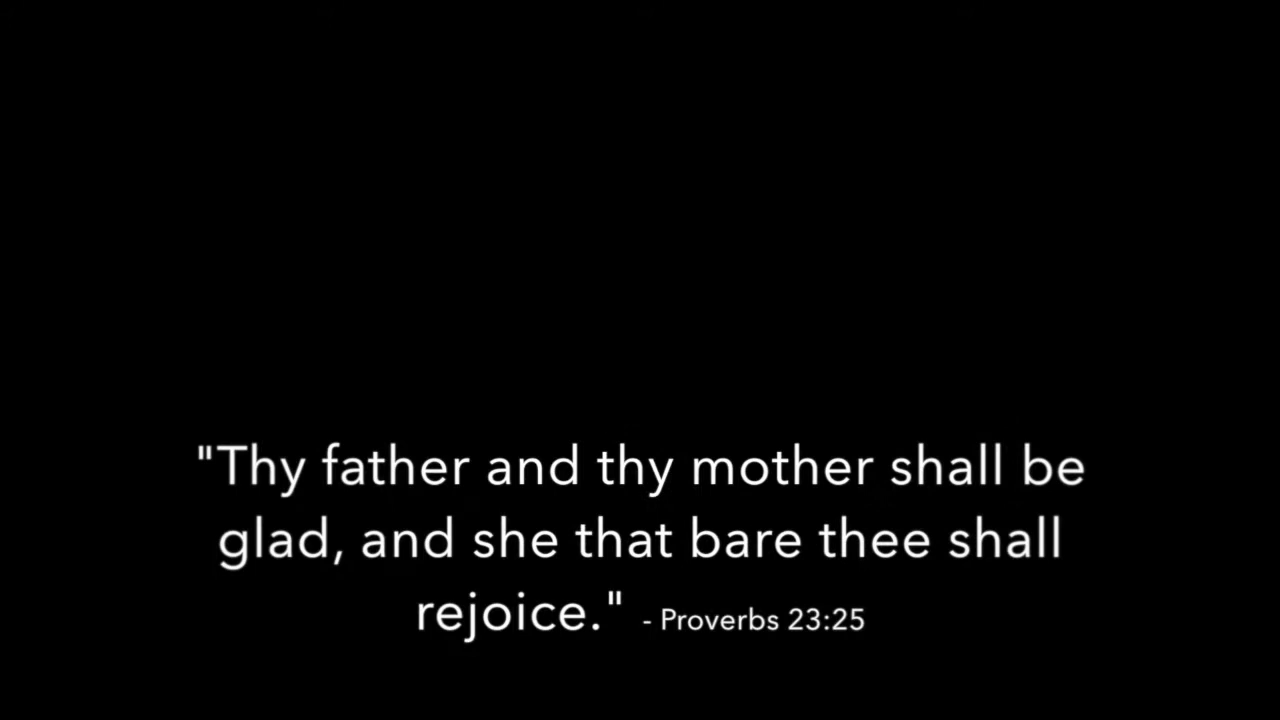 "Thy father and thy mother shall be
glad, and she that bare thee shall
rejoice." - Proverbs 23:25